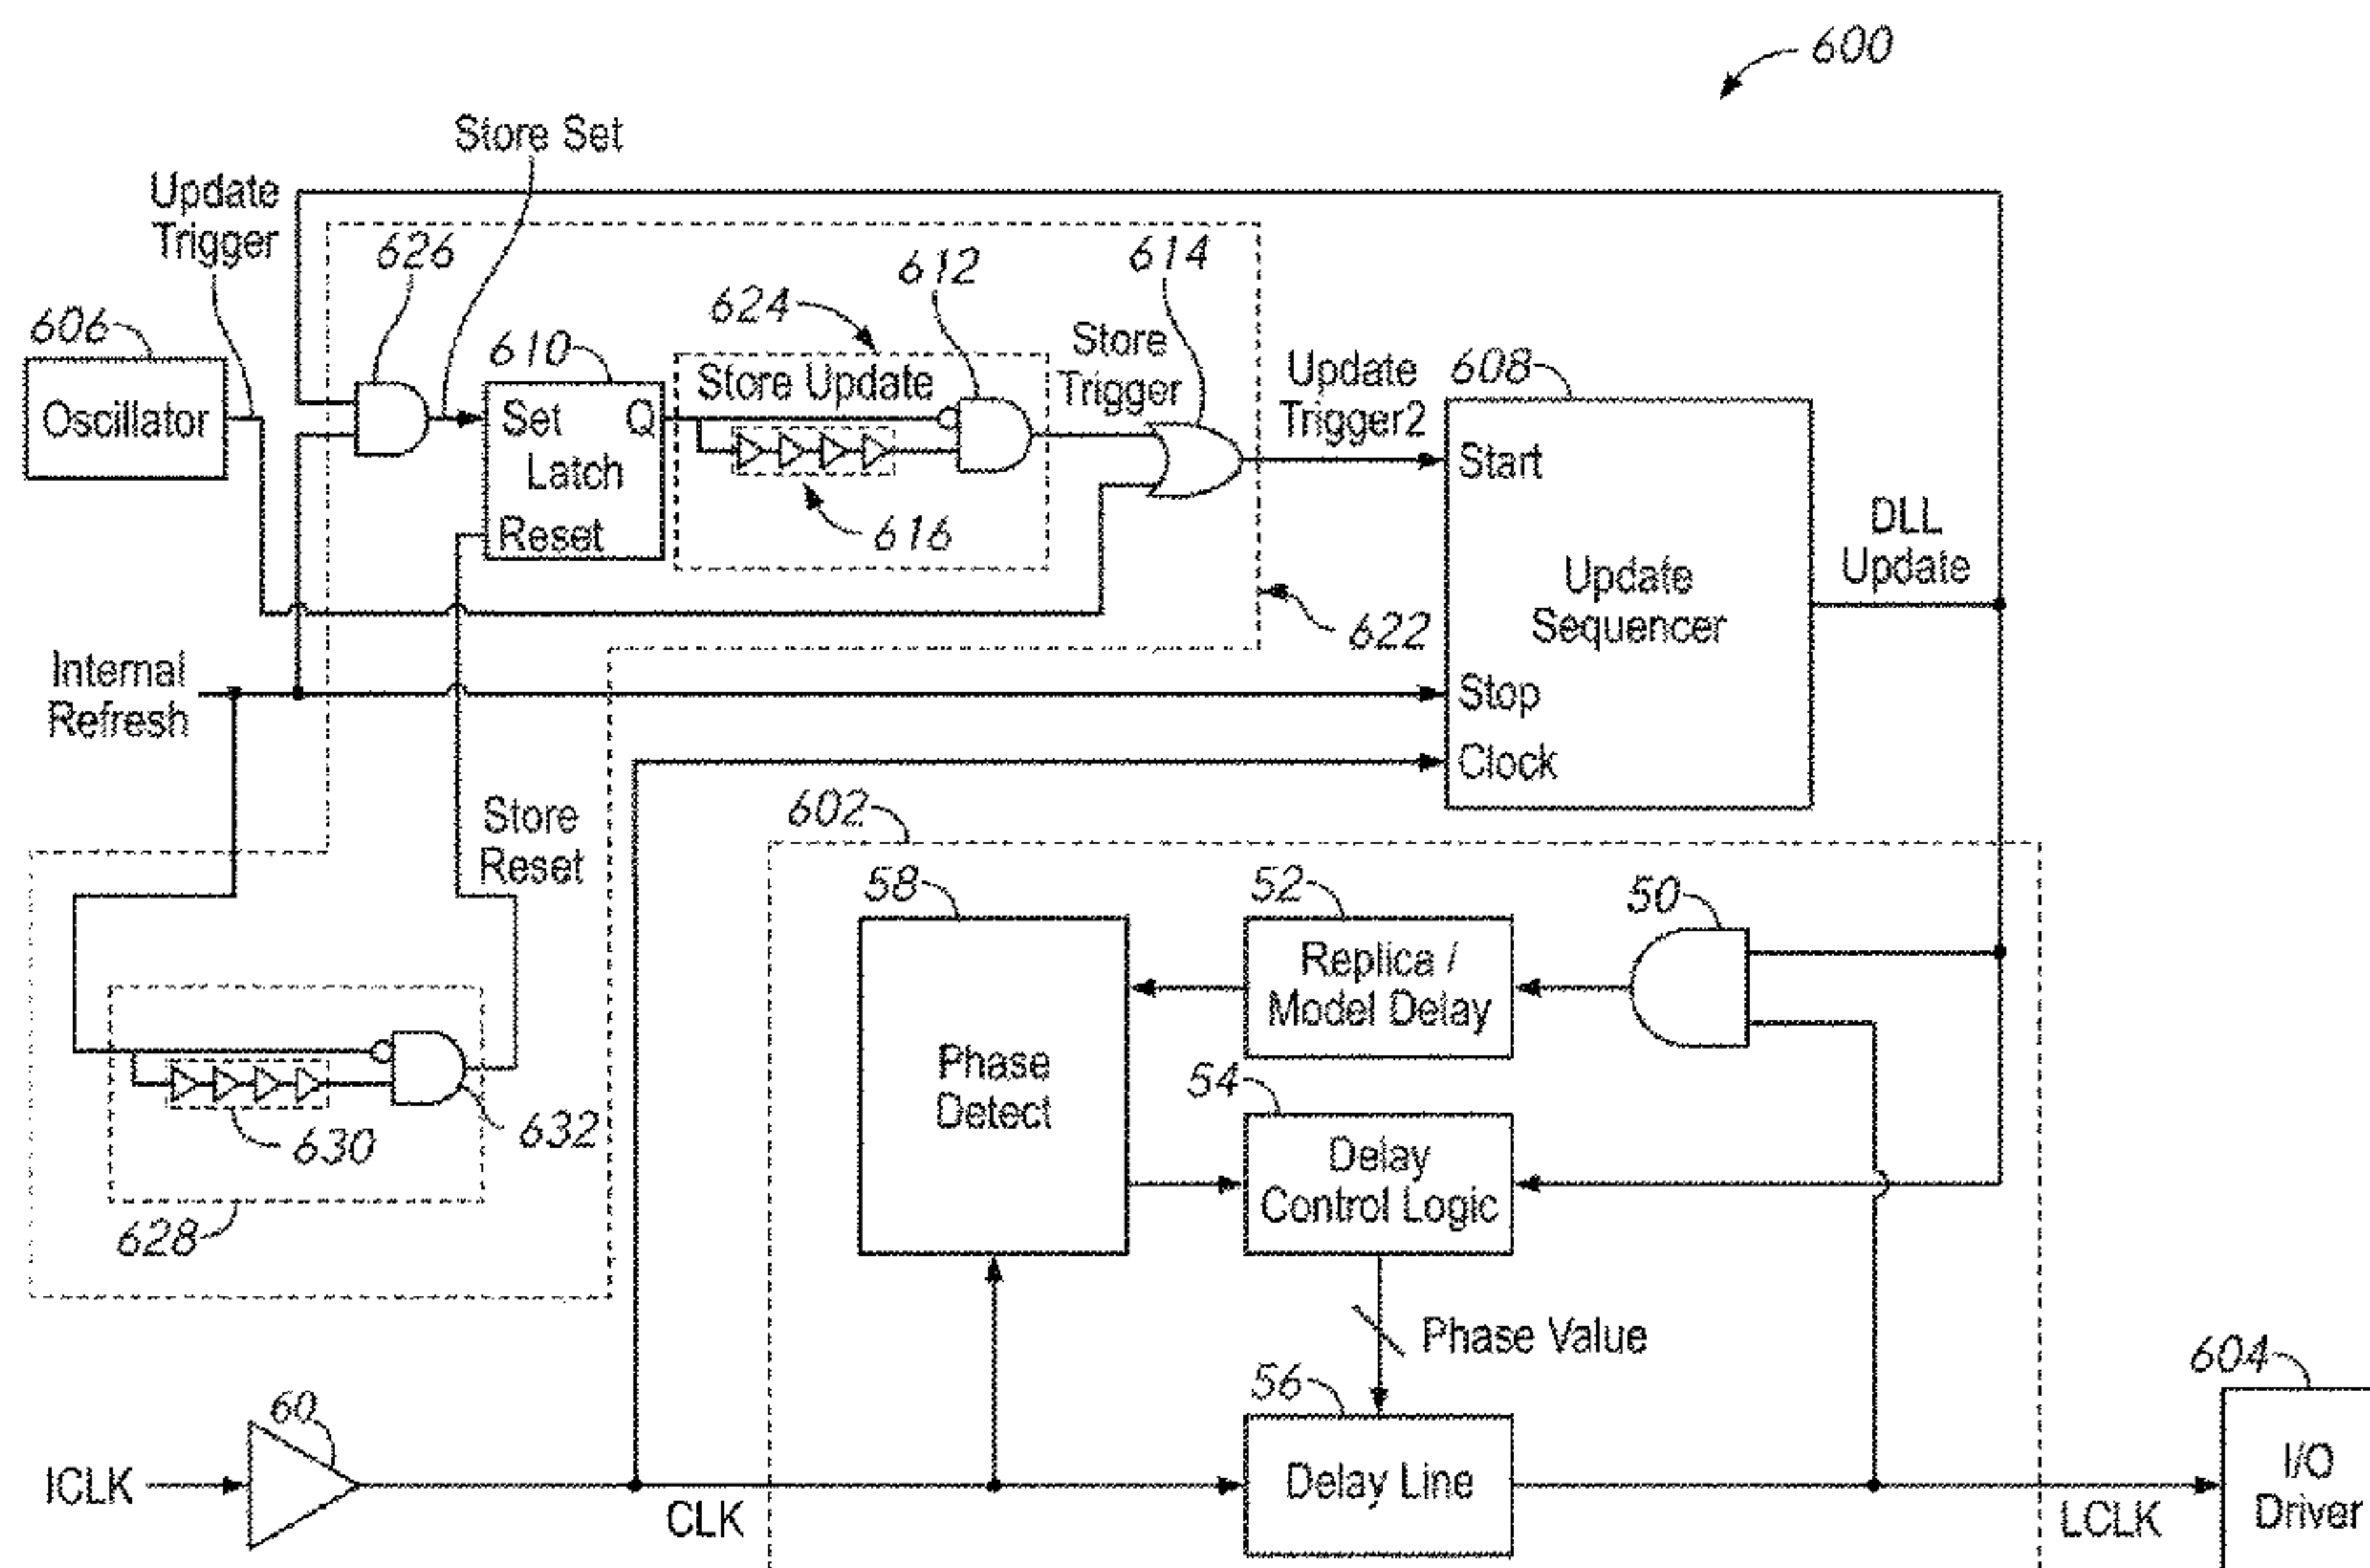 600
Store Set
Update
Trigger
626
612
614
624
606
610
Store
Trigger
Update
Trigger2
608
Oscillator
Set
Q
Latch
Reset
Store Update
616
Start
DLL
Update
Update
Sequencer
622
Internal
Refresh
Stop
Clock
Store
Reset
602
58
52
50
Replica /
Model Delay
Phase
Detect
54
Delay
Control Logic
630
632
628
Phase Value
56
604
60
ICLK
CLK
Delay Line
LCLK
I/O
Driver